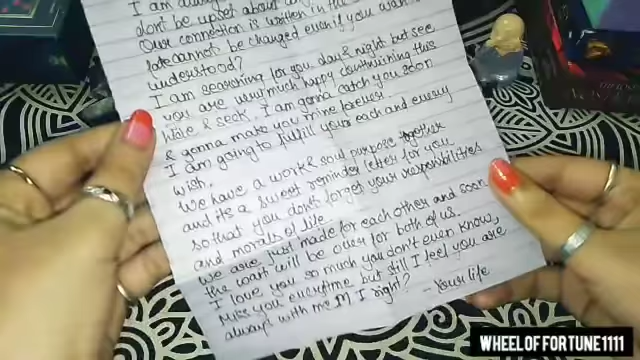 I am alway
don't be upset about any
Our connection is written in the
fate cannot be changed even if you want.
understood?
I am searching for you day & night but see
you are very much happy continuing this
hide & seek. I am gonna catch you soon
& gonna make you mine forever.
I am going to fulfill your each and every
wish.
We have a work & soul purpose together
and its a sweet reminder letter for you
so that you don't forget your responsibilities
and morals of life.
We are just made for each other and soon
the wait will be over for both of us.
I love you so much you don't even know,
Miss you everytime but still I feel you are
always with me. M I right?
- Your life
WHEEL OF FORTUNE1111